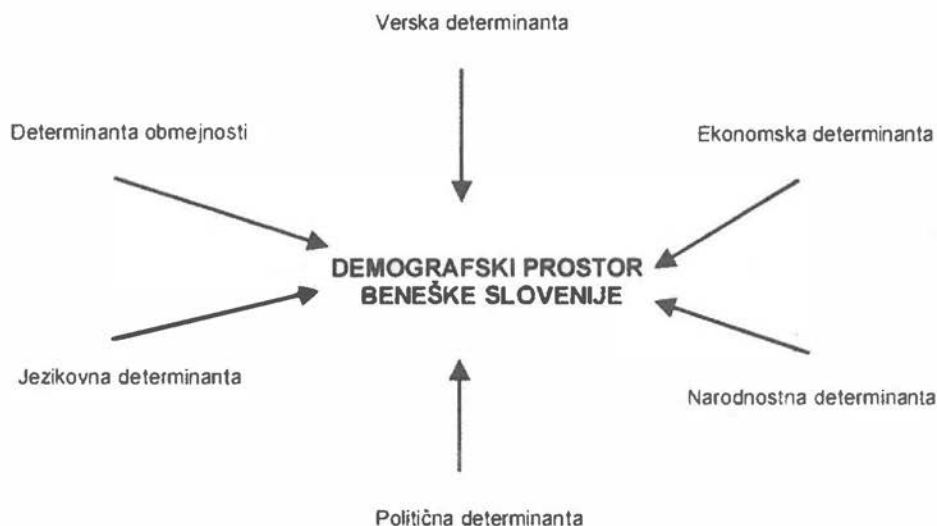 Verska determinanta
Determinanta obmejnosti
Ekonomska determinanta
DEMOGRAFSKI PROSTOR
BENEŠKE SLOVENIJE
Jezikovna determinanta
Narodnostna determinanta
Politična determinanta